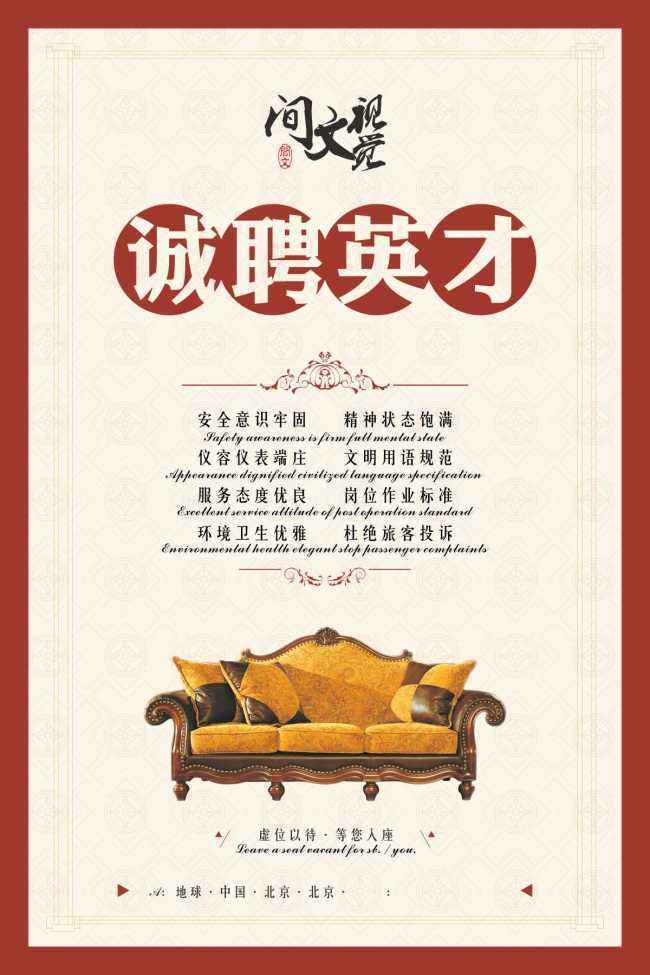 间文视觉
诚聘英才
安全意识牢固 精神状态饱满
Safety awareness is firm full mental state
仪容仪表端庄 文明用语规范
Appearance dignified civilized language specification
服务态度优良 岗位作业标准
Excellent service attitude of post operation standard
环境卫生优雅 杜绝旅客投诉
Environmental health elegant stop passenger complaints
虚位以待·等您入座
Leave a seat vacant for sb. / you.
A: 地球·中国·北京·北京· :